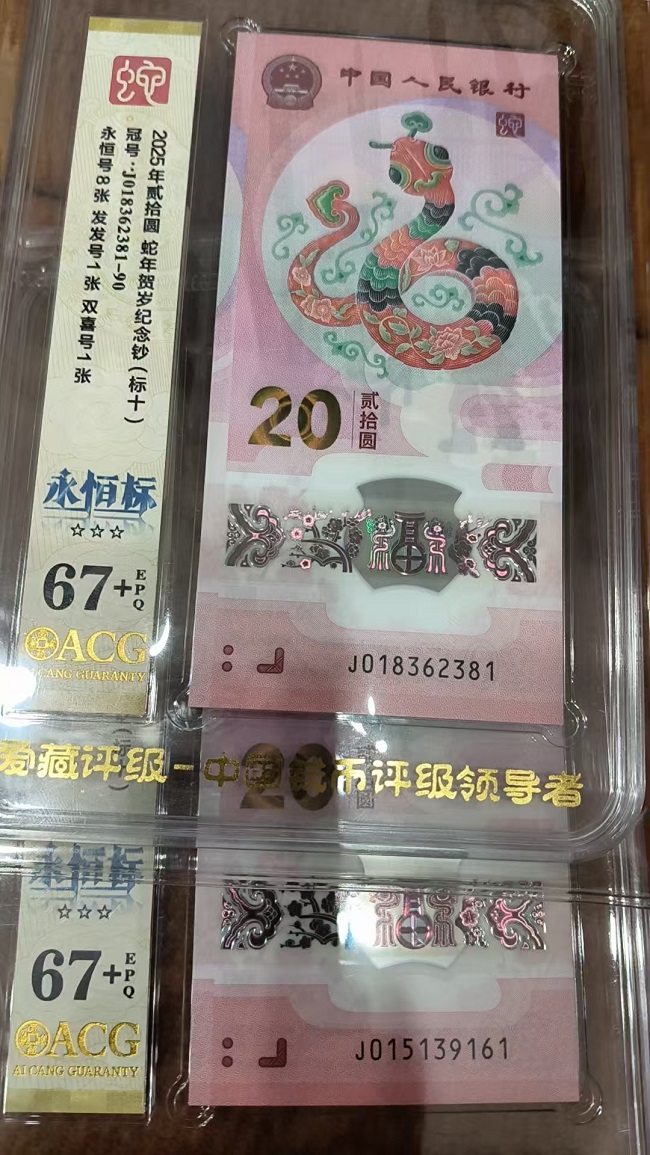 蛇
2025年贰拾圆 蛇年贺岁纪念钞（标十）
冠号：J018362381-90
永恒号8张 发发号1张 双喜号1张
永恒标
☆☆☆
67+EPQ
ACG
CANG GUARANTY
中国人民银行
蛇
20
贰拾圆
J018362381
爱藏评级-中国钱币评级领导者
20
永恒标
☆☆☆
67+EPQ
ACG
AI CANG GUARANTY
J015139161